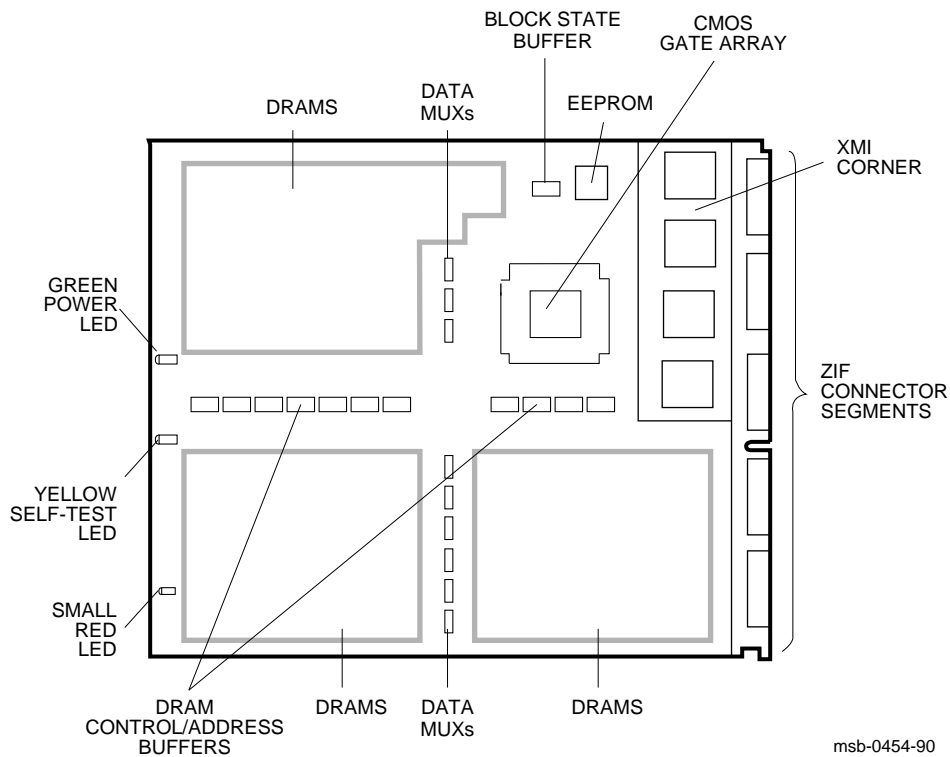 BLOCK STATE
BUFFER
CMOS
GATE ARRAY
DATA
MUXs
EEPROM
DRAMS
XMI
CORNER
GREEN
POWER
LED
ZIF
CONNECTOR
SEGMENTS
YELLOW
SELF-TEST
LED
SMALL
RED
LED
DRAM
CONTROL/ADDRESS
BUFFERS
DRAMS
DATA
MUXs
DRAMS
msb-0454-90